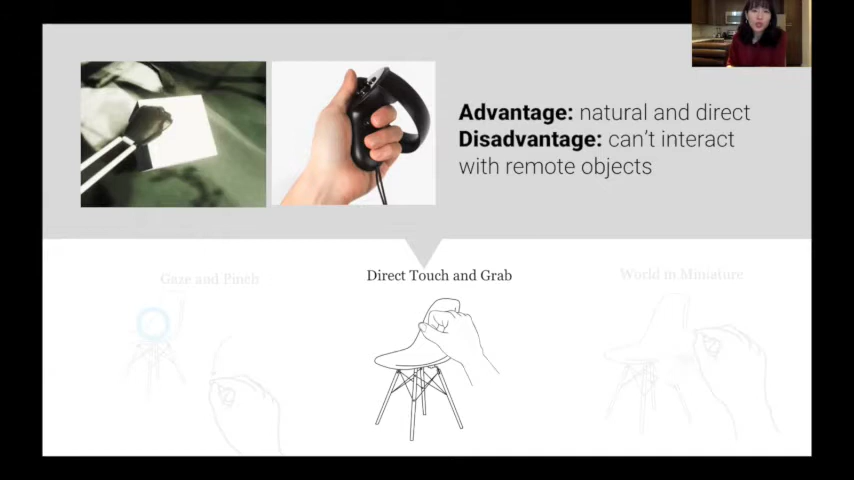 Advantage: natural and direct
Disadvantage: can't interact
with remote objects
Gaze and Pinch
Direct Touch and Grab
World in Miniature